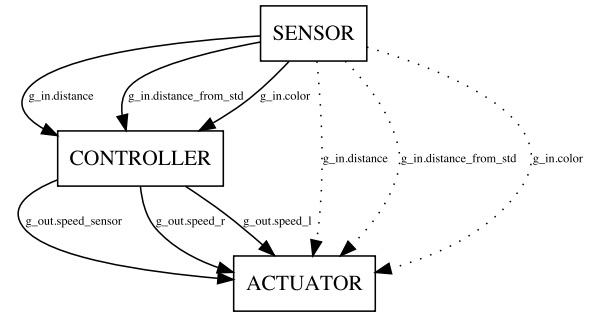 SENSOR
g_in.distance
g_in.distance_from_std
g_in.color
CONTROLLER
g_in.distance
g_in.distance_from_std
g_in.color
g_out.speed_sensor
g_out.speed_r
g_out.speed_l
ACTUATOR